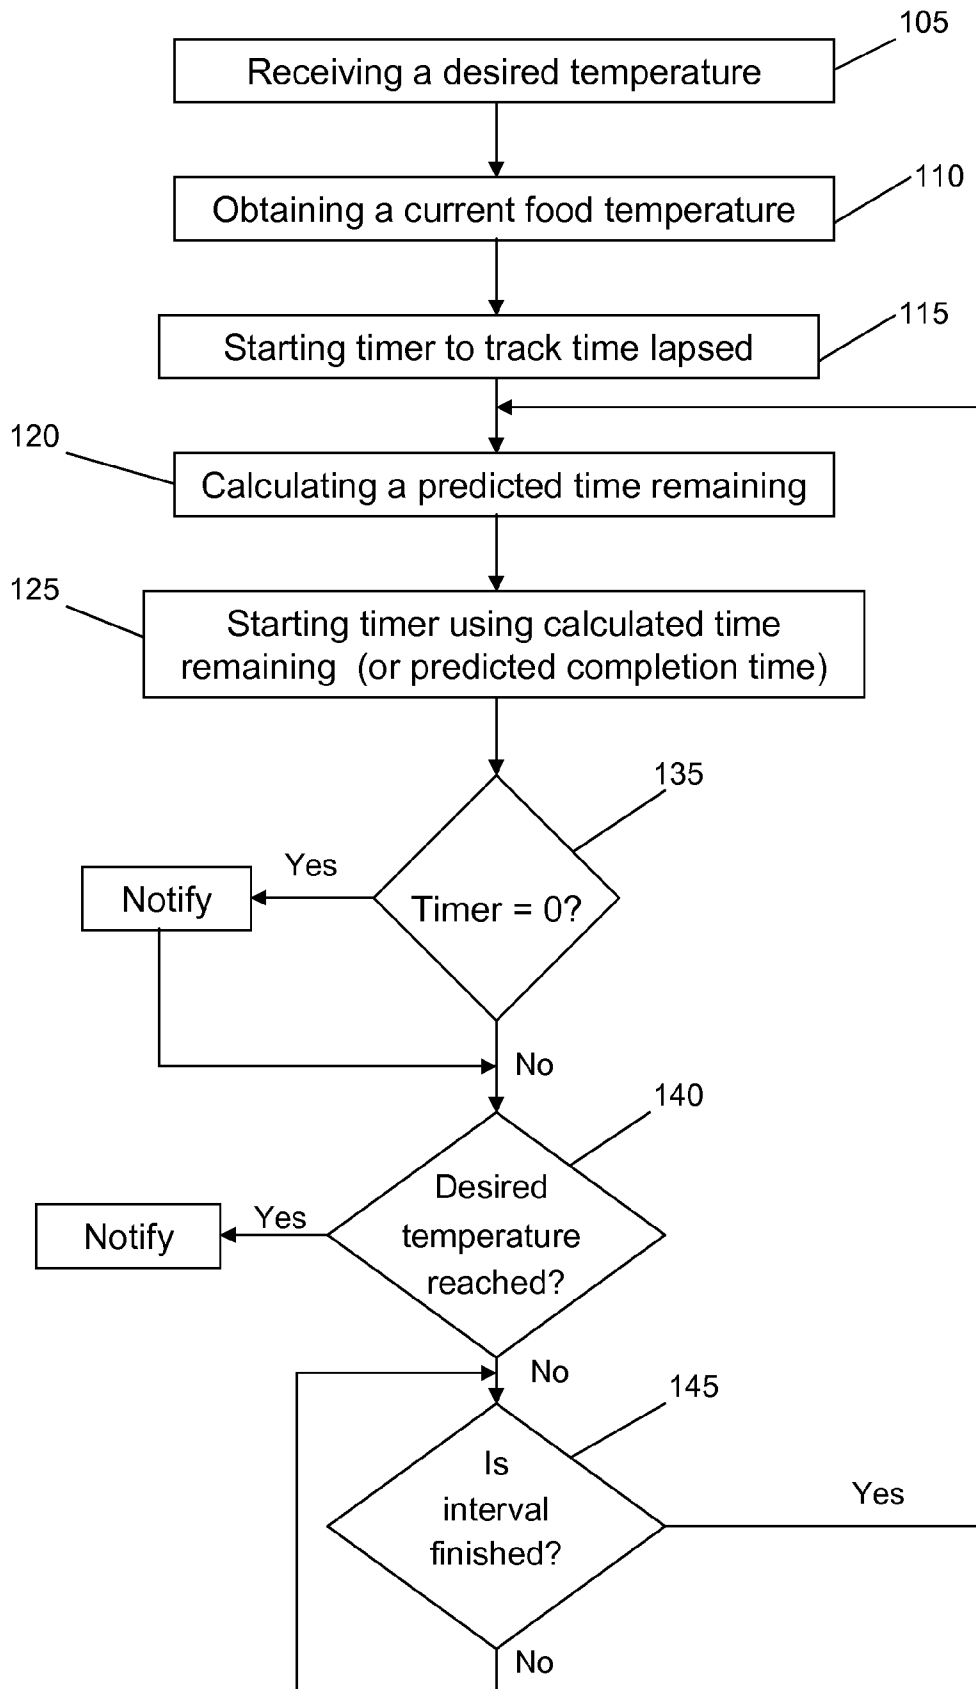 105
Receiving a desired temperature
110
Obtaining a current food temperature
115
Starting timer to track time lapsed
120
Calculating a predicted time remaining
125
Starting timer using calculated time
remaining (or predicted completion time)
135
Yes
Notify
Timer = 0?
No
140
Desired
temperature
reached?
Yes
Notify
No
145
Is
interval
finished?
Yes
No